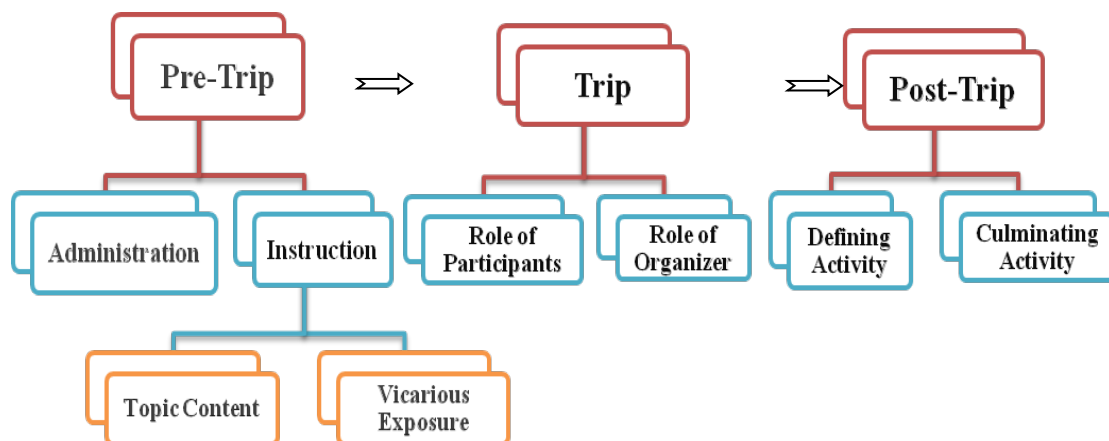 Pre-Trip
Trip
Post-Trip
Administration
Instruction
Role of
Participants
Role of
Organizer
Defining
Activity
Culminating
Activity
Topic Content
Vicarious
Exposure